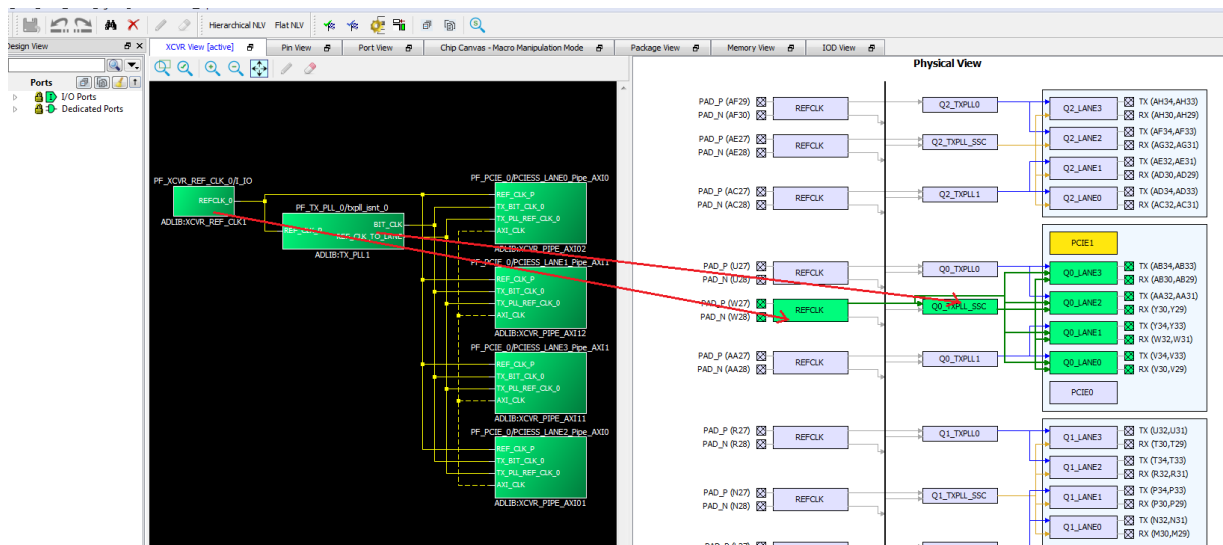 Hierarchical NLV Flat NLV
Design View
XCVR View [active] Pin View Port View Chip Canvas - Macro Manipulation Mode Package View Memory View IOD View
Ports
I/O Ports
Dedicated Ports
PF_XCVR_REF_CLK_0/I_IO
REFCLK_0
ADLIB:XCVR_REF_CLK1
PF_TX_PLL_0/txpll_isnt_0
BIT_CLK
REF_CLK_TO_LANE
ADLIB:TX_PLL1
PF_PCIE_0/PCIESS_LANE0_Pipe_AXI0
REF_CLK_P
TX_BIT_CLK_0
TX_PLL_REF_CLK_0
AXI_CLK
ADLIB:XCVR_PIPE_AXI02
PF_PCIE_0/PCIESS_LANE1_Pipe_AXI1
REF_CLK_P
TX_BIT_CLK_0
TX_PLL_REF_CLK_0
AXI_CLK
ADLIB:XCVR_PIPE_AXI12
PF_PCIE_0/PCIESS_LANE3_Pipe_AXI1
REF_CLK_P
TX_BIT_CLK_0
TX_PLL_REF_CLK_0
AXI_CLK
ADLIB:XCVR_PIPE_AXI11
PF_PCIE_0/PCIESS_LANE2_Pipe_AXI0
REF_CLK_P
TX_BIT_CLK_0
TX_PLL_REF_CLK_0
AXI_CLK
ADLIB:XCVR_PIPE_AXI01
Physical View
PAD_P (AF29)
PAD_N (AF30)
REFCLK
Q2_TXPLL0
Q2_LANE3
TX (AH34,AH33)
RX (AH30,AH29)
PAD_P (AE27)
PAD_N (AE28)
REFCLK
Q2_TXPLL_SSC
Q2_LANE2
TX (AF34,AF33)
RX (AG32,AG31)
Q2_LANE1
TX (AE32,AE31)
RX (AD30,AD29)
PAD_P (AC27)
PAD_N (AC28)
REFCLK
Q2_TXPLL1
Q2_LANE0
TX (AD34,AD33)
RX (AC32,AC31)
PCIE1
PAD_P (U27)
PAD_N (U28)
REFCLK
Q0_TXPLL0
Q0_LANE3
TX (AB34,AB33)
RX (AB30,AB29)
PAD_P (W27)
PAD_N (W28)
REFCLK
Q0_TXPLL_SSC
Q0_LANE2
TX (AA32,AA31)
RX (Y30,Y29)
Q0_LANE1
TX (Y34,Y33)
RX (W32,W31)
PAD_P (AA27)
PAD_N (AA28)
REFCLK
Q0_TXPLL1
Q0_LANE0
TX (V34,V33)
RX (V30,V29)
PCIE0
PAD_P (R27)
PAD_N (R28)
REFCLK
Q1_TXPLL0
Q1_LANE3
TX (U32,U31)
RX (T30,T29)
Q1_LANE2
TX (T34,T33)
RX (R32,R31)
PAD_P (N27)
PAD_N (N28)
REFCLK
Q1_TXPLL_SSC
Q1_LANE1
TX (P34,P33)
RX (P30,P29)
Q1_LANE0
TX (N32,N31)
RX (M30,M29)